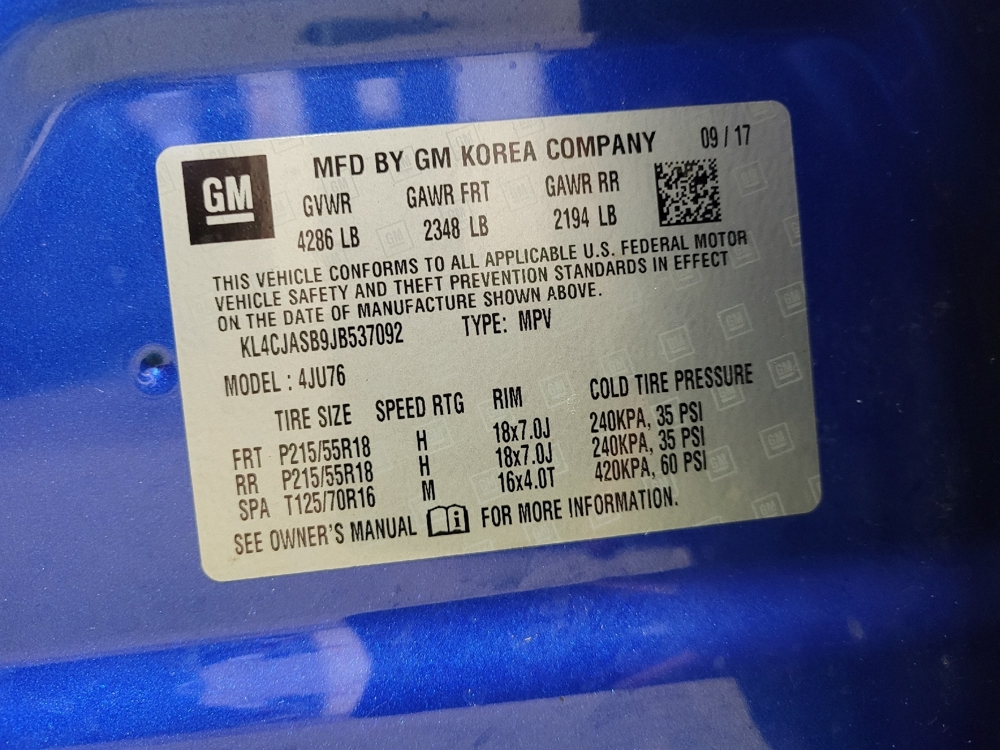 GM
MFD BY GM KOREA COMPANY 09 / 17
GVWR GAWR FRT GAWR RR
4286 LB 2348 LB 2194 LB
THIS VEHICLE CONFORMS TO ALL APPLICABLE U.S. FEDERAL MOTOR
VEHICLE SAFETY AND THEFT PREVENTION STANDARDS IN EFFECT
ON THE DATE OF MANUFACTURE SHOWN ABOVE.
KL4CJASB9JB537092 TYPE: MPV
MODEL : 4JU76
TIRE SIZE SPEED RTG RIM COLD TIRE PRESSURE
FRT P215/55R18 H 18x7.0J 240KPA, 35 PSI
RR P215/55R18 H 18x7.0J 240KPA, 35 PSI
SPA T125/70R16 M 16x4.0T 420KPA, 60 PSI
SEE OWNER'S MANUAL i FOR MORE INFORMATION.